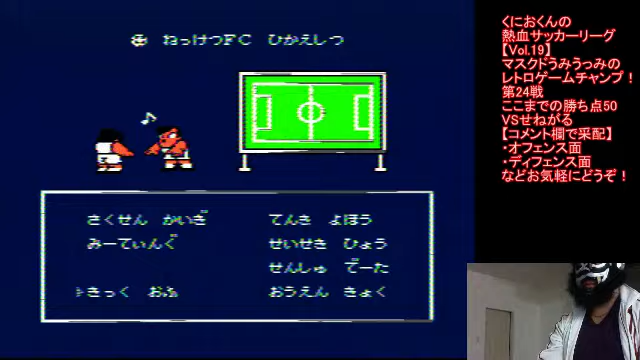 ねっけつFC ひかえしつ
さくせん かいぎ
みーてぃんぐ
きっく おふ
てんき よほう
せいせき ひょう
せんしゅ でーた
おうえん きょく
くにおくんの
熱血サッカーリーグ
【Vol.19】
マスクドうみうっみの
レトロゲームチャンプ！
第24戦
ここまでの勝ち点50
VSせねがる
【コメント欄で采配】
・オフェンス面
・ディフェンス面
などお気軽にどうぞ！